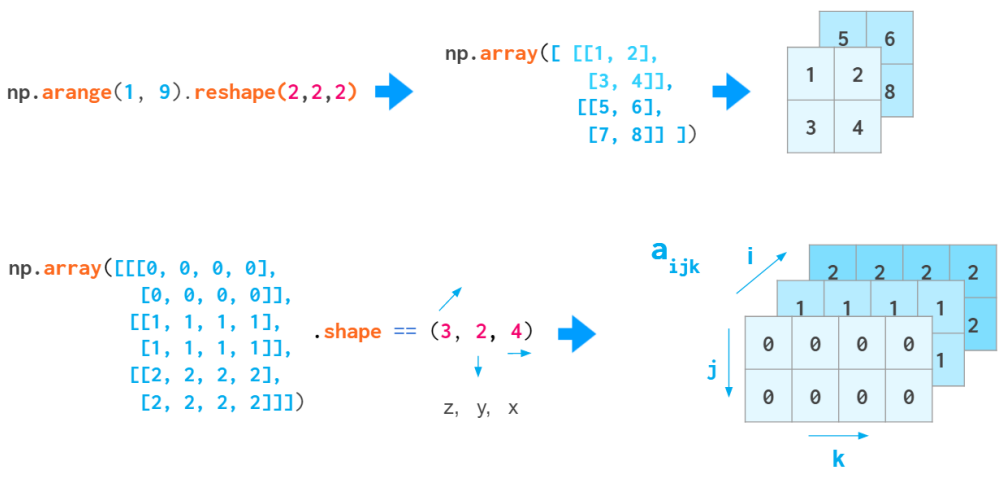 np.arange(1, 9).reshape(2,2,2)
np.array([ [[1, 2],
[3, 4]],
[[5, 6],
[7, 8]] ])
5 6
8
1 2
3 4
np.array([[[0, 0, 0, 0],
[0, 0, 0, 0]],
[[1, 1, 1, 1],
[1, 1, 1, 1]],
[[2, 2, 2, 2],
[2, 2, 2, 2]]])
.shape == (3, 2, 4)
z, y, x
aijk
i
j
k
2 2 2 2
2
1 1 1 1
1
0 0 0 0
0 0 0 0